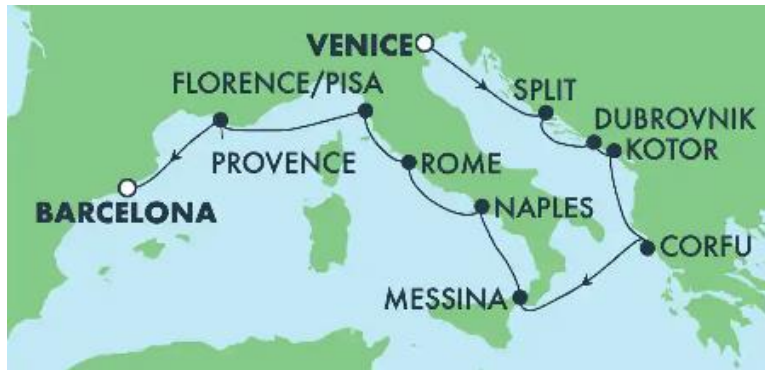 VENICE
FLORENCE/PISA
SPLIT
DUBROVNIK
KOTOR
PROVENCE
ROME
BARCELONA
NAPLES
CORFU
MESSINA